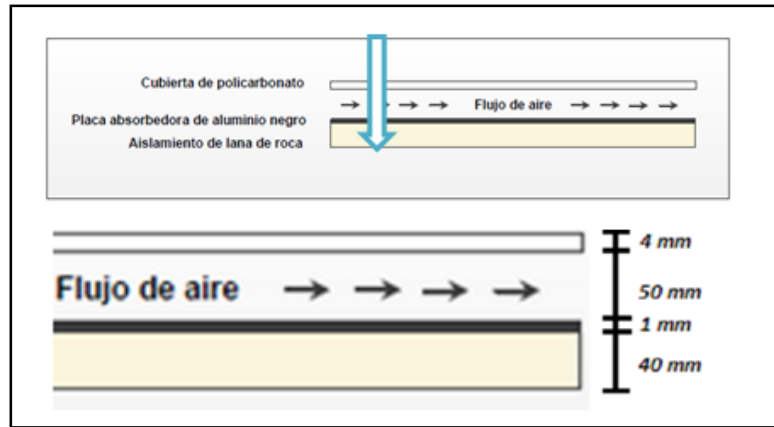 Cubierta de policarbonato
Flujo de aire
Placa absorbedora de aluminio negro
Aislamiento de lana de roca
4 mm
Flujo de aire
50 mm
1 mm
40 mm